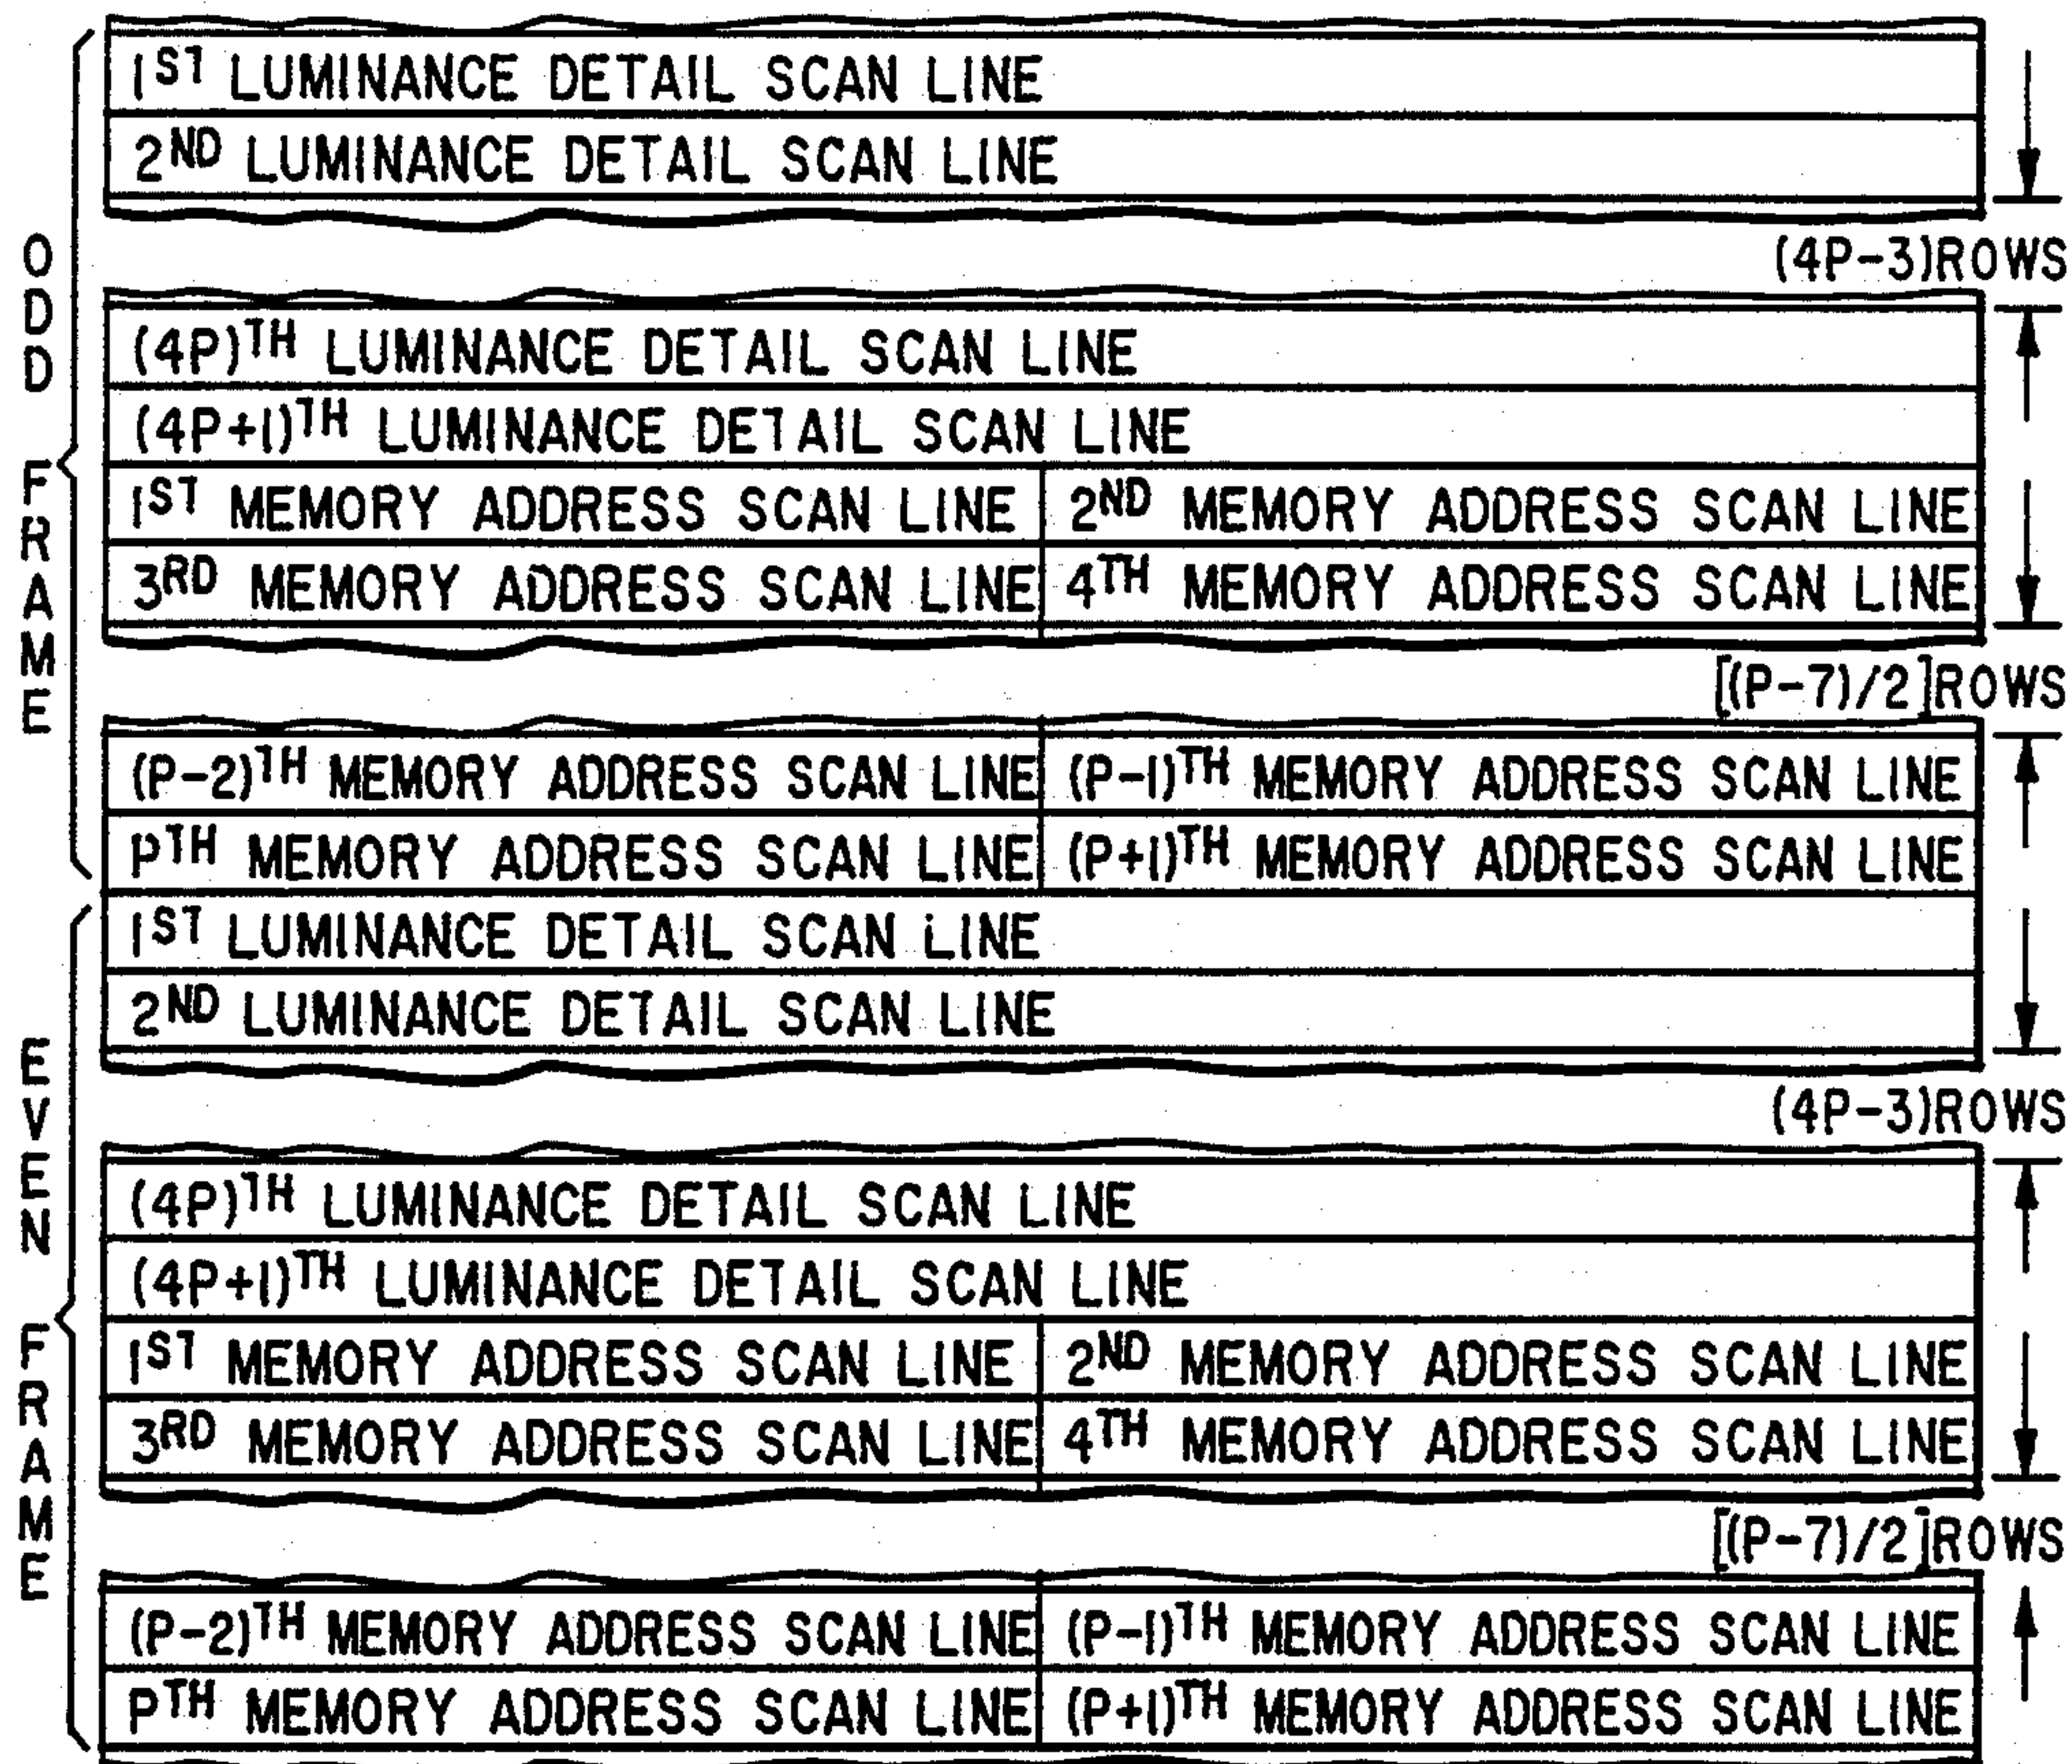 ODD FRAME
1ST LUMINANCE DETAIL SCAN LINE
2ND LUMINANCE DETAIL SCAN LINE
(4P-3)ROWS
(4P)TH LUMINANCE DETAIL SCAN LINE
(4P+1)TH LUMINANCE DETAIL SCAN LINE
1ST MEMORY ADDRESS SCAN LINE 2ND MEMORY ADDRESS SCAN LINE
3RD MEMORY ADDRESS SCAN LINE 4TH MEMORY ADDRESS SCAN LINE
[(P-7)/2]ROWS
(P-2)TH MEMORY ADDRESS SCAN LINE (P-1)TH MEMORY ADDRESS SCAN LINE
PTH MEMORY ADDRESS SCAN LINE (P+1)TH MEMORY ADDRESS SCAN LINE
EVEN FRAME
1ST LUMINANCE DETAIL SCAN LINE
2ND LUMINANCE DETAIL SCAN LINE
(4P-3)ROWS
(4P)TH LUMINANCE DETAIL SCAN LINE
(4P+1)TH LUMINANCE DETAIL SCAN LINE
1ST MEMORY ADDRESS SCAN LINE 2ND MEMORY ADDRESS SCAN LINE
3RD MEMORY ADDRESS SCAN LINE 4TH MEMORY ADDRESS SCAN LINE
[(P-7)/2]ROWS
(P-2)TH MEMORY ADDRESS SCAN LINE (P-1)TH MEMORY ADDRESS SCAN LINE
PTH MEMORY ADDRESS SCAN LINE (P+1)TH MEMORY ADDRESS SCAN LINE